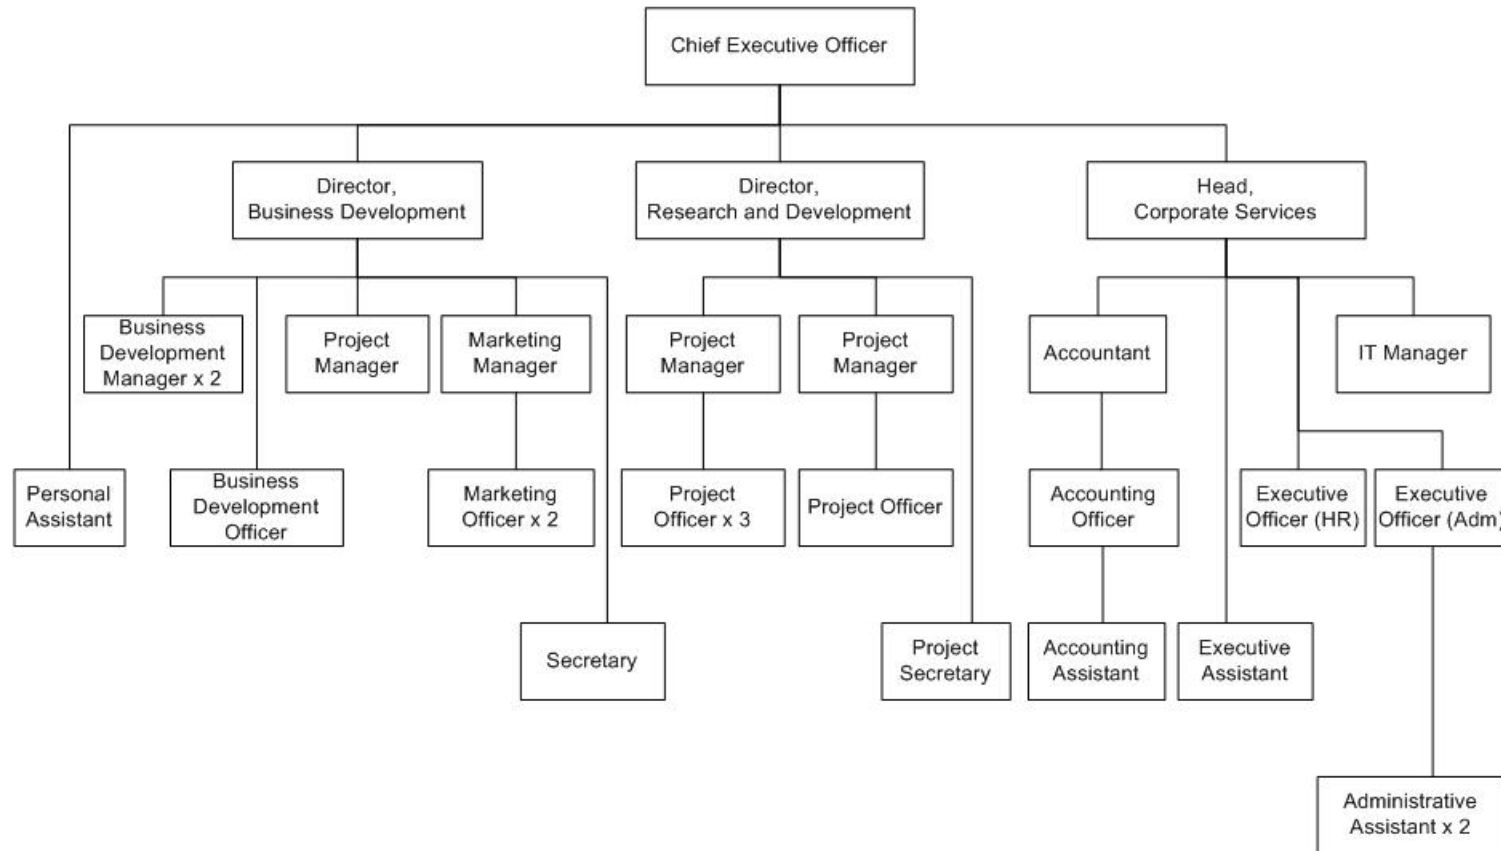 Chief Executive Officer
Director,
Business Development
Director,
Research and Development
Head,
Corporate Services
Business
Development
Manager x 2
Project
Manager
Marketing
Manager
Project
Manager
Project
Manager
Accountant
IT Manager
Personal
Assistant
Business
Development
Officer
Marketing
Officer x 2
Project
Officer x 3
Project Officer
Accounting
Officer
Executive
Officer (HR)
Executive
Officer (Adm)
Secretary
Project
Secretary
Accounting
Assistant
Executive
Assistant
Administrative
Assistant x 2